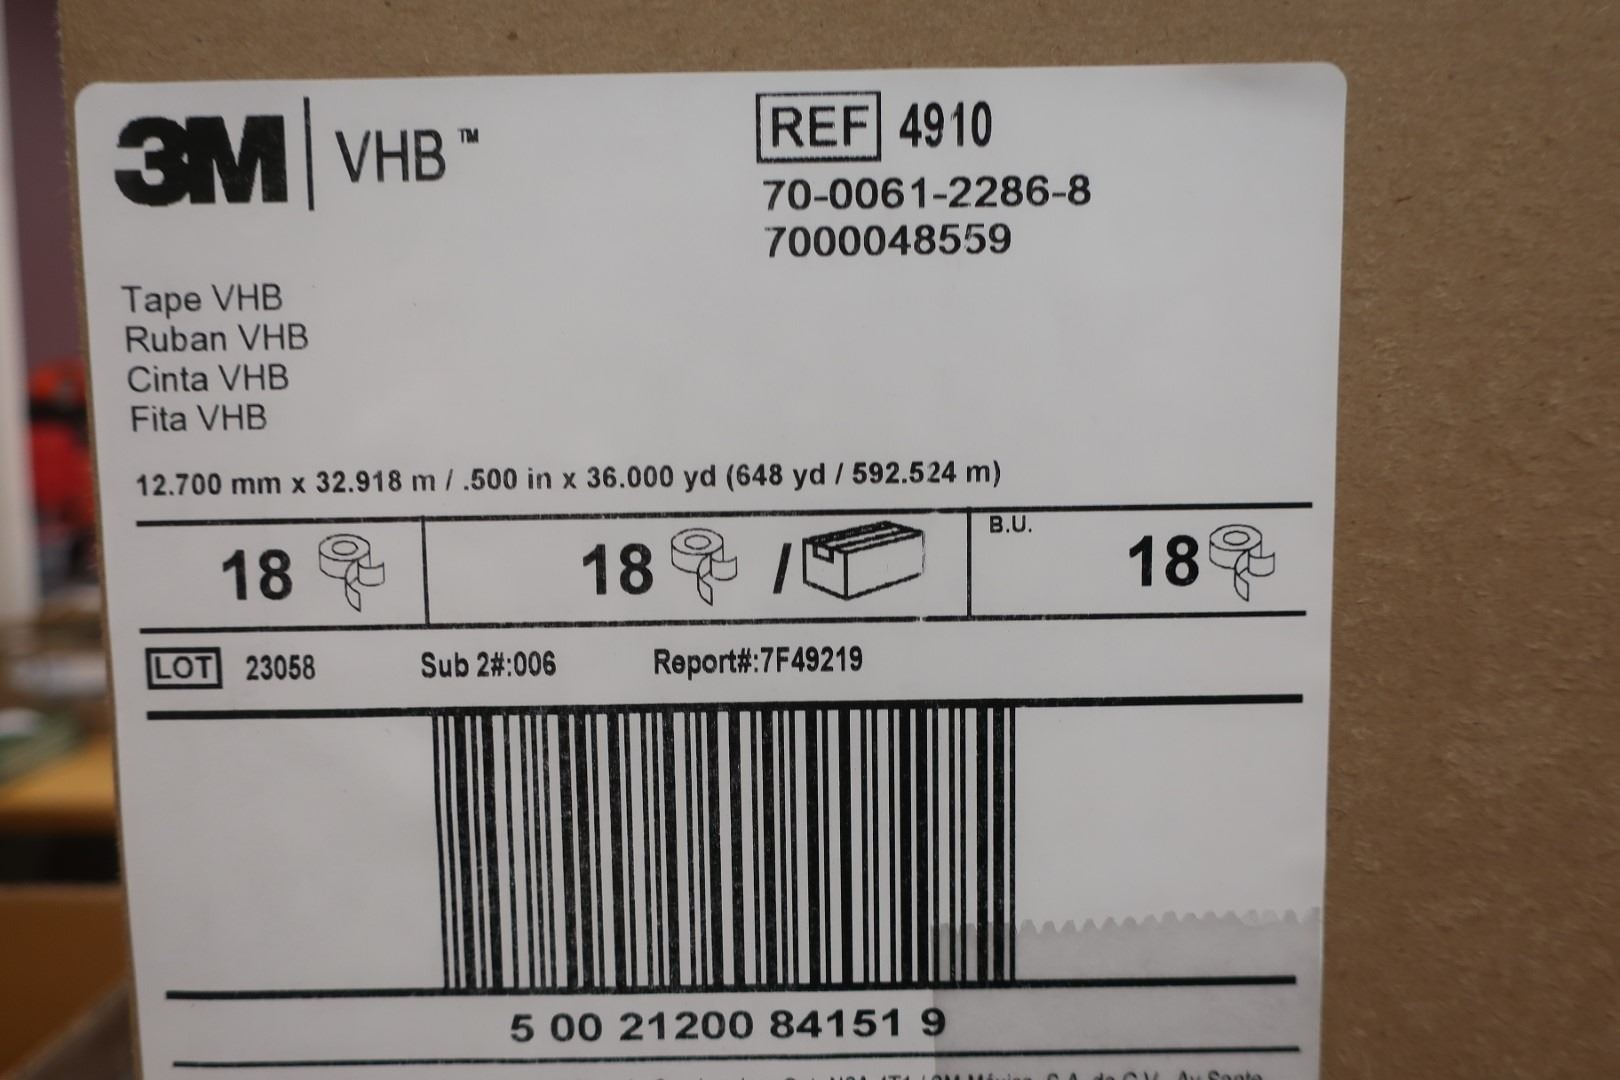 3M | VHB™
REF 4910
70-0061-2286-8
7000048559
Tape VHB
Ruban VHB
Cinta VHB
Fita VHB
12.700 mm x 32.918 m / .500 in x 36.000 yd (648 yd / 592.524 m)
18 18 / B.U. 18
LOT 23058 Sub 2#:006 Report#:7F49219
5 00 21200 84151 9